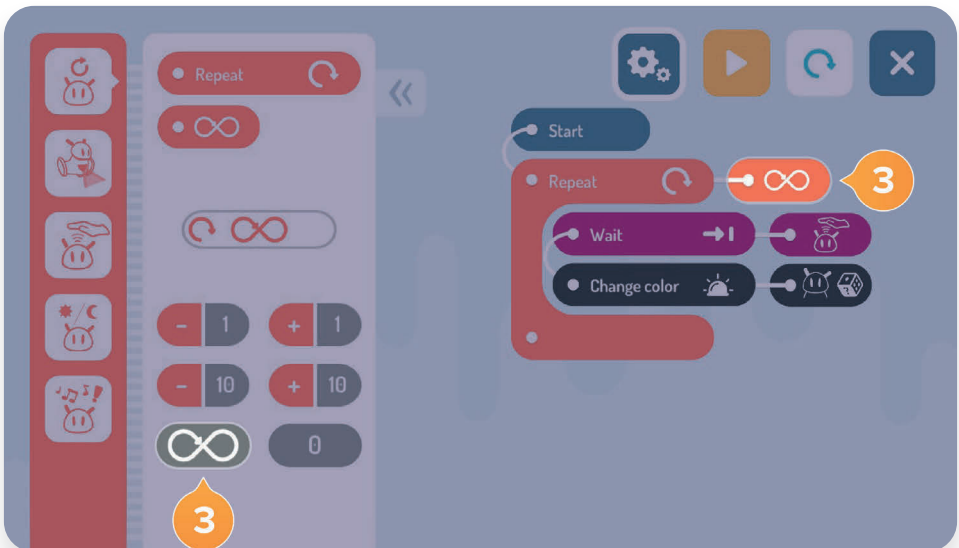 Repeat
∞
∞
- 1
+ 1
- 10
+ 10
∞
0
3
Start
Repeat
∞
3
Wait
Change color